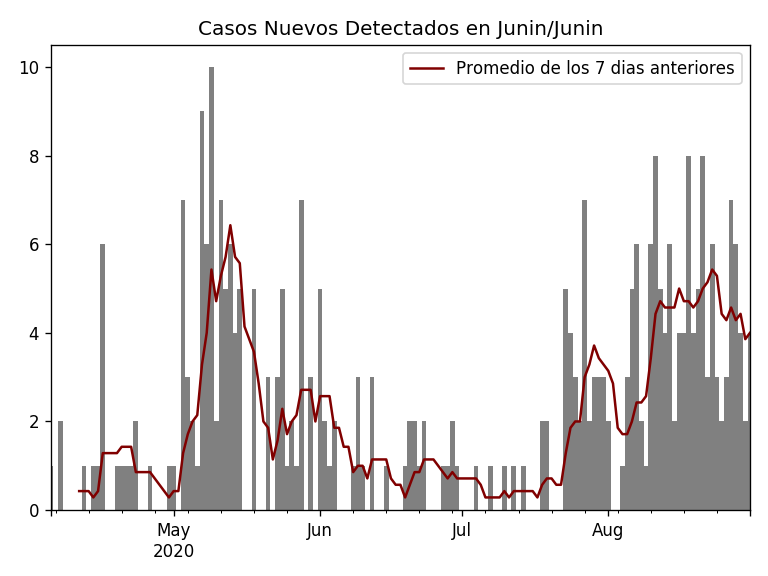 Casos Nuevos Detectados en Junin/Junin
Promedio de los 7 dias anteriores
10
8
6
4
2
0
May
2020
Jun
Jul
Aug